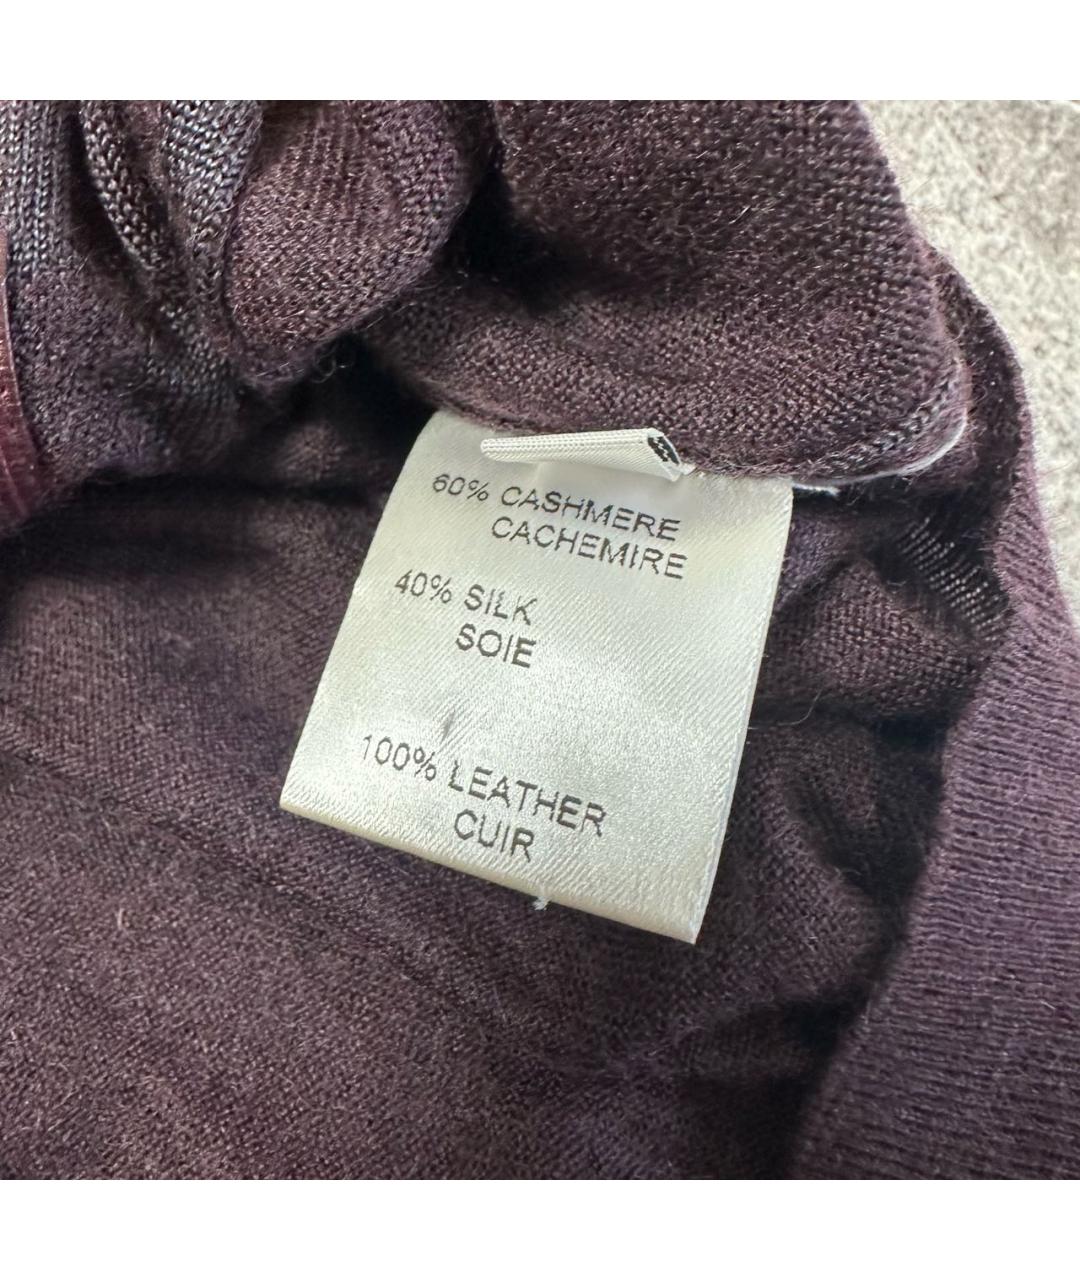 60% CASHMERE
CACHEMIRE
40% SILK
SOIE
100% LEATHER
CUIR